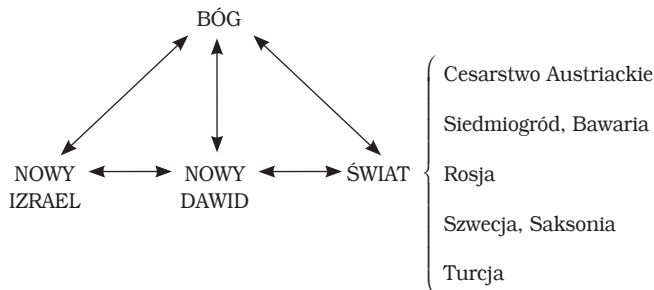 BÓG
Cesarstwo Austriackie
Siedmiogród, Bawaria
NOWY NOWY ŚWIAT Rosja
IZRAEL DAWID
Szwecja, Saksonia
Turcja